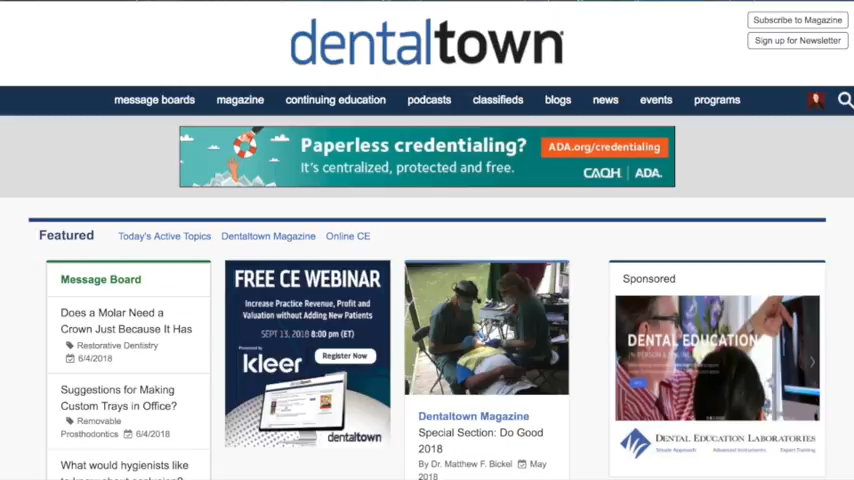 Subscribe to Magazine
Sign up for Newsletter
dentaltown
message boards magazine continuing education podcasts classifieds blogs news events programs
Paperless credentialing?
It's centralized, protected and free.
ADA.org/credentialing
CAQH ADA.
Featured Today's Active Topics Dentaltown Magazine Online CE
Message Board
Does a Molar Need a
Crown Just Because It Has
Restorative Dentistry
6/4/2018
Suggestions for Making
Custom Trays in Office?
Removable
Prosthodontics 6/4/2018
What would hygienists like
FREE CE WEBINAR
Increase Practice Revenue, Profit and
Valuation without Adding New Patients
SEPT 13, 2018 8:00 pm (ET)
Presented by
kleer
Register Now
dentaltown
Dentaltown Magazine
Special Section: Do Good
2018
By Dr. Matthew F. Bickel May
2018
Sponsored
DENTAL EDUCATION
DENTAL EDUCATION LABORATORIES
Simple Approach Advanced Instruments Expert Training